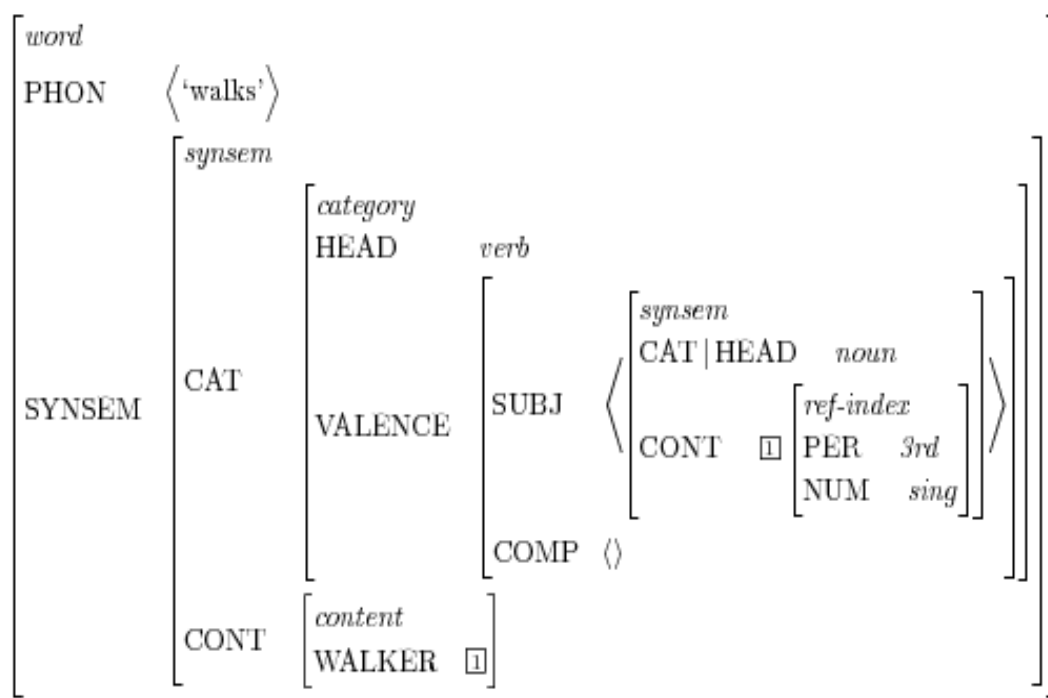 word
PHON ⟨‘walks’⟩
synsem
category
HEAD verb
synsem
CAT|HEAD noun
CAT
SUBJ
ref-index
SYNSEM
VALENCE
CONT 1 PER 3rd
NUM sing
COMP ⟨⟩
content
CONT
WALKER 1